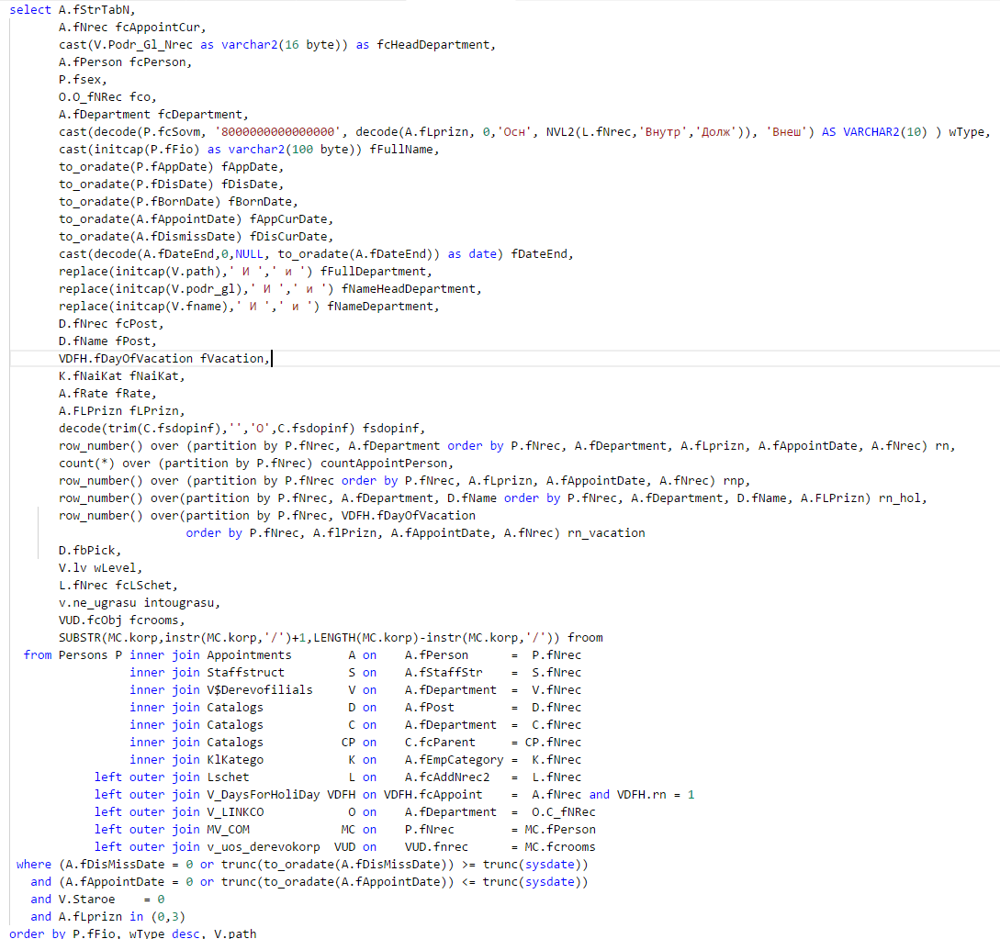 select A.fStrTabN,
A.fNrec fcAppointCur,
cast(V.Podr_Gl_Nrec as varchar2(16 byte)) as fcHeadDepartment,
A.fPerson fcPerson,
P.fsex,
O.O_fNRec fco,
A.fDepartment fcDepartment,
cast(decode(P.fcSovm, '8000000000000000', decode(A.fLprizn, 0,'Осн', NVL2(L.fNrec,'Внутр','Долж')), 'Внеш') AS VARCHAR2(10) ) wType,
cast(initcap(P.fFio) as varchar2(100 byte)) fFullName,
to_oradate(P.fAppDate) fAppDate,
to_oradate(P.fDisDate) fDisDate,
to_oradate(P.fBornDate) fBornDate,
to_oradate(A.fAppointDate) fAppCurDate,
to_oradate(A.fDismissDate) fDisCurDate,
cast(decode(A.fDateEnd,0,NULL, to_oradate(A.fDateEnd)) as date) fDateEnd,
replace(initcap(V.path),' И ',' и ') fFullDepartment,
replace(initcap(V.podr_gl),' И ',' и ') fNameHeadDepartment,
replace(initcap(V.fname),' И ',' и ') fNameDepartment,
D.fNrec fcPost,
D.fName fPost,
VDFH.fDayOfVacation fVacation,
K.fNaiKat fNaiKat,
A.fRate fRate,
A.FLPrizn fLPrizn,
decode(trim(C.fsdopinf),'','О',C.fsdopinf) fsdopinf,
row_number() over (partition by P.fNrec, A.fDepartment order by P.fNrec, A.fDepartment, A.fLprizn, A.fAppointDate, A.fNrec) rn,
count(*) over (partition by P.fNrec) countAppointPerson,
row_number() over (partition by P.fNrec order by P.fNrec, A.fLprizn, A.fAppointDate, A.fNrec) rnp,
row_number() over(partition by P.fNrec, A.fDepartment, D.fName order by P.fNrec, A.fDepartment, D.fName, A.FLPrizn) rn_hol,
row_number() over(partition by P.fNrec, VDFH.fDayOfVacation
order by P.fNrec, A.flPrizn, A.fAppointDate, A.fNrec) rn_vacation
D.fbPick,
V.lv wLevel,
L.fNrec fcLSchet,
v.ne_ugrasu intougrasu,
VUD.fcObj fcrooms,
SUBSTR(MC.korp,instr(MC.korp,'/')+1,LENGTH(MC.korp)-instr(MC.korp,'/')) froom
from Persons P inner join Appointments A on A.fPerson = P.fNrec
inner join Staffstruct S on A.fStaffStr = S.fNrec
inner join V$Derevofilials V on A.fDepartment = V.fNrec
inner join Catalogs D on A.fPost = D.fNrec
inner join Catalogs C on A.fDepartment = C.fNrec
inner join Catalogs CP on C.fcParent = CP.fNrec
inner join KlKatego K on A.fEmpCategory = K.fNrec
left outer join Lschet L on A.fcAddNrec2 = L.fNrec
left outer join V_DaysForHoliDay VDFH on VDFH.fcAppoint = A.fNrec and VDFH.rn = 1
left outer join V_LINKCO O on A.fDepartment = O.C_fNRec
left outer join MV_COM MC on P.fNrec = MC.fPerson
left outer join v_uos_derevokorp VUD on VUD.fnrec = MC.fcrooms
where (A.fDisMissDate = 0 or trunc(to_oradate(A.fDisMissDate)) >= trunc(sysdate))
and (A.fAppointDate = 0 or trunc(to_oradate(A.fAppointDate)) <= trunc(sysdate))
and V.Staroe = 0
and A.fLprizn in (0,3)
order by P.fFio, wType desc, V.path